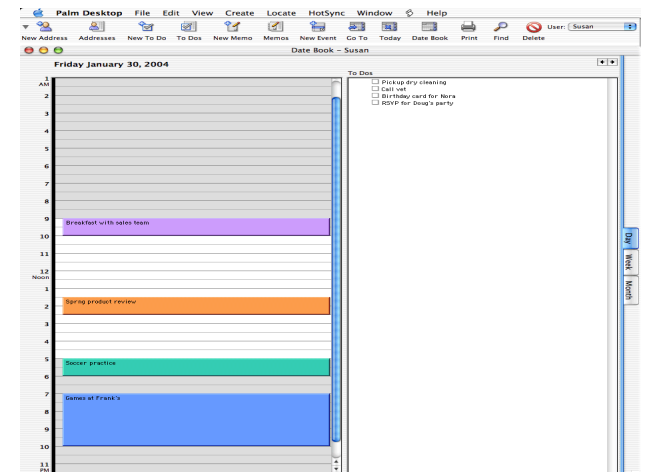 Palm Desktop File Edit View Create Locate HotSync Window Help
New Address Addresses New To Do To Dos New Memo Memos New Event Go To Today Date Book Print Find Delete User: Susan
Date Book – Susan
Friday January 30, 2004
To Dos
Pickup dry cleaning
Call vet
Birthday card for Nora
RSVP for Doug's party
1
AM
2
3
4
5
6
7
8
9
Breakfast with sales team
10
11
12
Noon
1
Sprng product review
2
3
4
5
Soccer practice
6
7
Games at Frank's
8
9
10
11
PM
Day
Week
Month